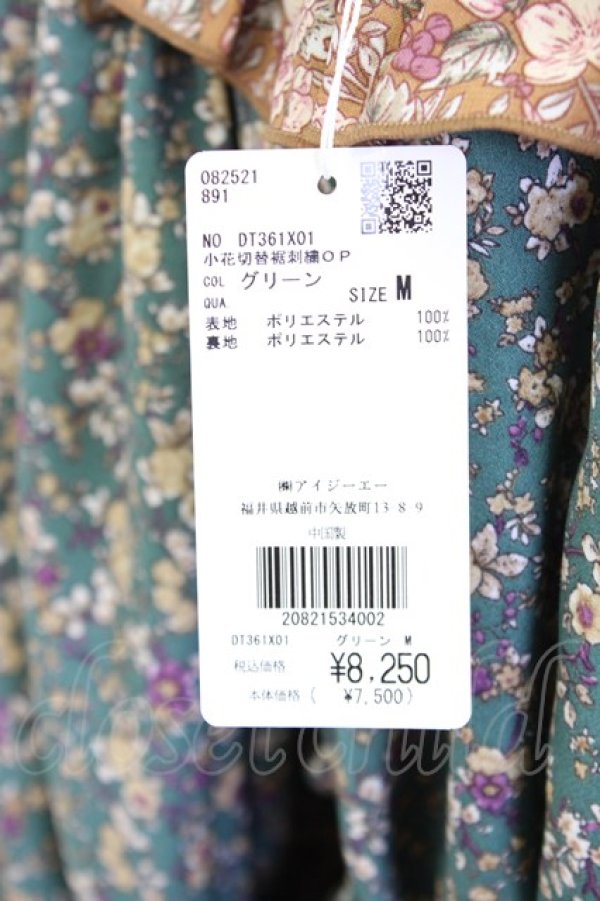 082521
891
NO DT361X01
小花切替裾刺繍OP
COL グリーン
QUA SIZE M
表地 ポリエステル 100%
裏地 ポリエステル 100%
㈱アイジーエー
福井県越前市矢放町13-8-9
中国製
20821534002
DT361X01 グリーン M
税込価格 ¥8,250
本体価格( ¥7,500)
closet child